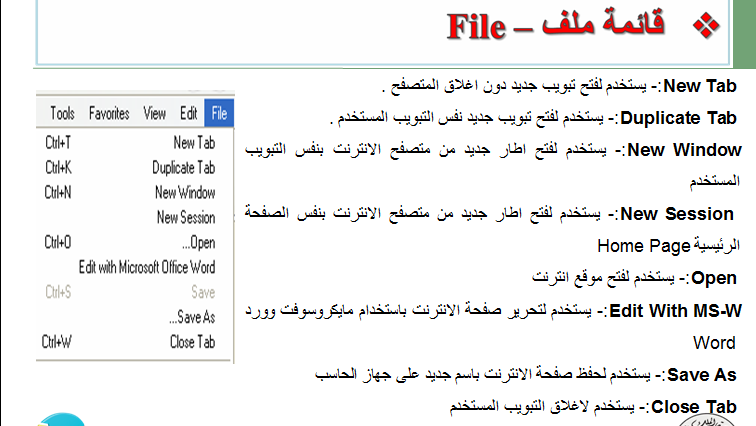 ❖ قائمة ملف – File
New Tab:- يستخدم لفتح تبويب جديد دون اغلاق المتصفح .
Duplicate Tab:- يستخدم لفتح تبويب جديد نفس التبويب المستخدم .
New Window:- يستخدم لفتح اطار جديد من متصفح الانترنت بنفس التبويب
المستخدم
New Session:- يستخدم لفتح اطار جديد من متصفح الانترنت بنفس الصفحة
الرئيسية Home Page
Open:- يستخدم لفتح موقع انترنت
Edit With MS-W:- يستخدم لتحرير صفحة الانترنت باستخدام مايكروسوفت وورد
Word
Save As:- يستخدم لحفظ صفحة الانترنت باسم جديد على جهاز الحاسب
Close Tab:- يستخدم لاغلاق التبويب المستخدم
Tools Favorites View Edit File
Ctrl+T New Tab
Ctrl+K Duplicate Tab
Ctrl+N New Window
New Session
Ctrl+O ...Open
Edit with Microsoft Office Word
Ctrl+S Save
...Save As
Ctrl+W Close Tab